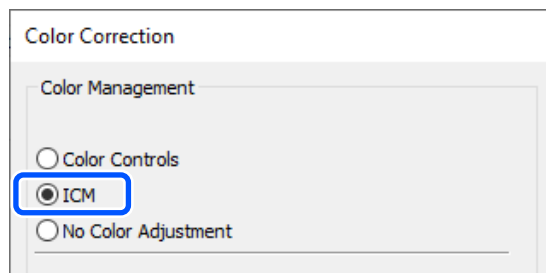 Color Correction
Color Management
Color Controls
ICM
No Color Adjustment